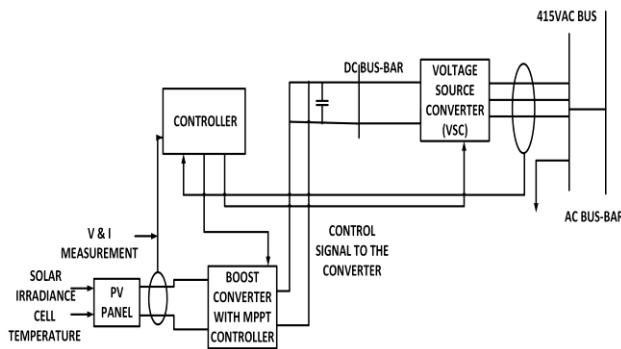 415VAC BUS
DC BUS-BAR
VOLTAGE
SOURCE
CONVERTER
(VSC)
CONTROLLER
AC BUS-BAR
V & I
MEASUREMENT
CONTROL
SIGNAL TO THE
CONVERTER
SOLAR
IRRADIANCE
CELL
TEMPERATURE
PV
PANEL
BOOST
CONVERTER
WITH MPPT
CONTROLLER